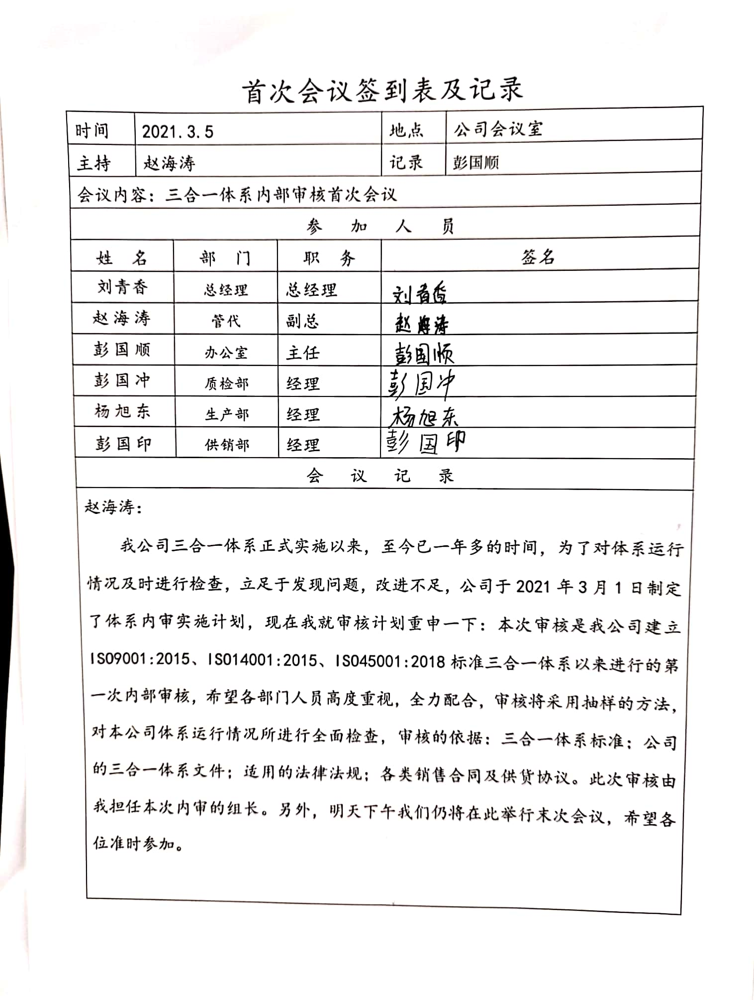 首次会议签到表及记录
时间 2021.3.5 地点 公司会议室
主持 赵海涛 记录 彭国顺
会议内容：三合一体系内部审核首次会议
参 加 人 员
姓 名 部 门 职 务 签名
刘青香 总经理 总经理 刘青香
赵海涛 管代 副总 赵海涛
彭国顺 办公室 主任 彭国顺
彭国冲 质检部 经理 彭国冲
杨旭东 生产部 经理 杨旭东
彭国印 供销部 经理 彭国印
会 议 记 录
赵海涛：
我公司三合一体系正式实施以来，至今已一年多的时间，为了对体系运行
情况及时进行检查，立足于发现问题，改进不足，公司于 2021 年 3 月 1 日制定
了体系内审实施计划，现在我就审核计划重申一下：本次审核是我公司建立
ISO9001:2015、ISO14001:2015、ISO45001:2018 标准三合一体系以来进行的第
一次内部审核，希望各部门人员高度重视，全力配合，审核将采用抽样的方法，
对本公司体系运行情况所进行全面检查，审核的依据：三合一体系标准；公司
的三合一体系文件；适用的法律法规；各类销售合同及供货协议。此次审核由
我担任本次内审的组长。另外，明天下午我们仍将在此举行末次会议，希望各
位准时参加。